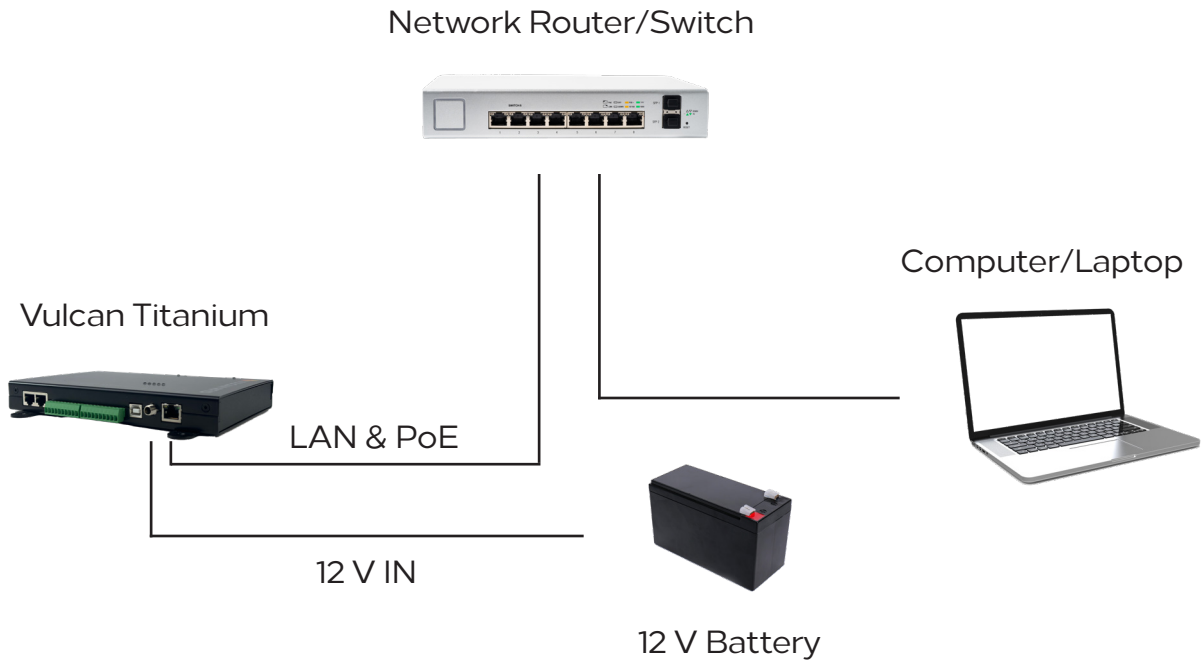 Network Router/Switch
Computer/Laptop
Vulcan Titanium
LAN & PoE
12 V IN
12 V Battery